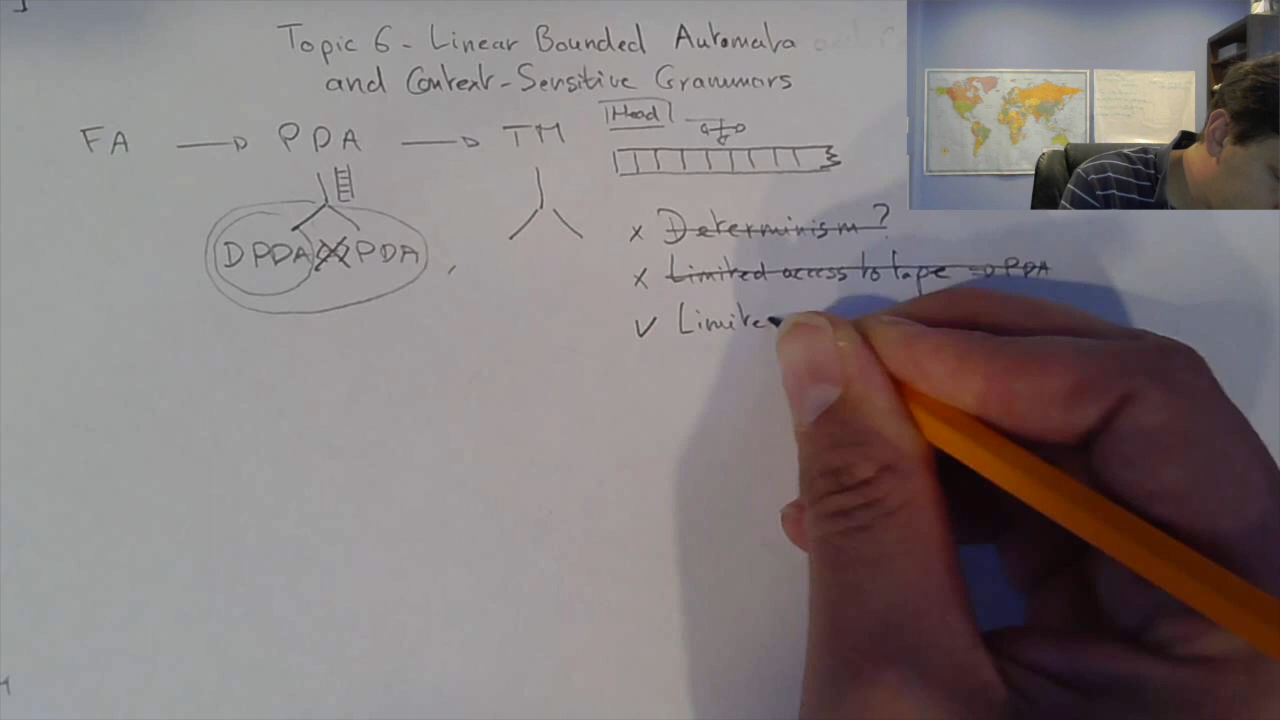 Topic 6 - Linear Bounded Automata
and Context-Sensitive Grammars
Head
FA → PDA → TM
x Determinism?
DPDA PDA
x Limited access to tape → PDA
v Limite